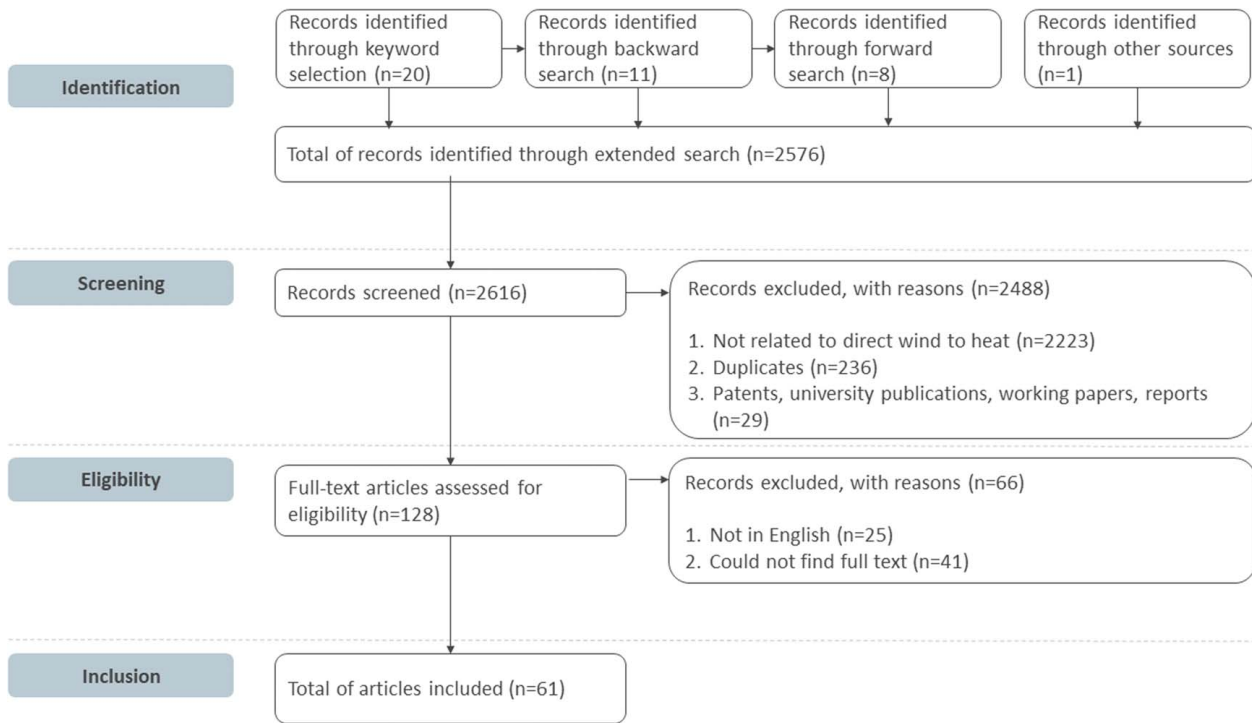 Identification
Records identified
through keyword
selection (n=20)
Records identified
through backward
search (n=11)
Records identified
through forward
search (n=8)
Records identified
through other sources
(n=1)
Total of records identified through extended search (n=2576)
Screening
Records screened (n=2616)
Records excluded, with reasons (n=2488)
1. Not related to direct wind to heat (n=2223)
2. Duplicates (n=236)
3. Patents, university publications, working papers, reports
(n=29)
Eligibility
Full-text articles assessed for
eligibility (n=128)
Records excluded, with reasons (n=66)
1. Not in English (n=25)
2. Could not find full text (n=41)
Inclusion
Total of articles included (n=61)